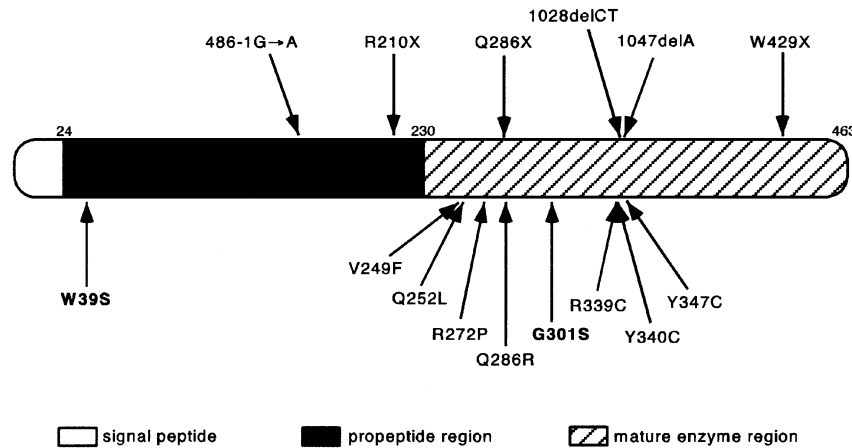 1028delCT
486-1G→A
R210X
Q286X
1047delA
W429X
24
230
463
V249F
W39S
Q252L
R272P
Q286R
G301S
R339C
Y340C
Y347C
signal peptide
propeptide region
mature enzyme region